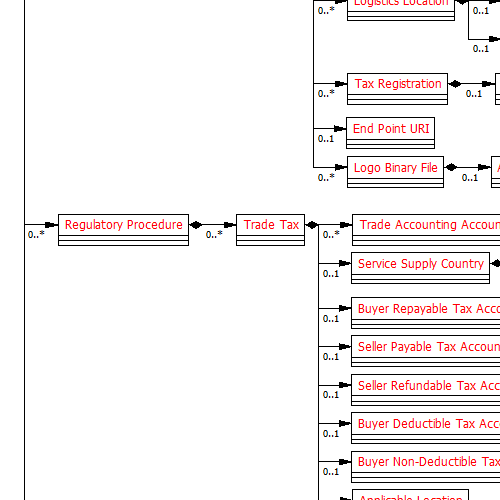 Logistics Location
0..*
0..1
Tax Registration
0..*
0..1
End Point URI
0..1
Logo Binary File
0..*
0..1
Regulatory Procedure
0..*
Trade Tax
0..*
Trade Accounting Accoun
0..*
Service Supply Country
0..1
Buyer Repayable Tax Acco
0..1
Seller Payable Tax Accoun
0..1
Seller Refundable Tax Acc
0..1
Buyer Deductible Tax Acc
0..1
Buyer Non-Deductible Tax
0..1
Applicable Location